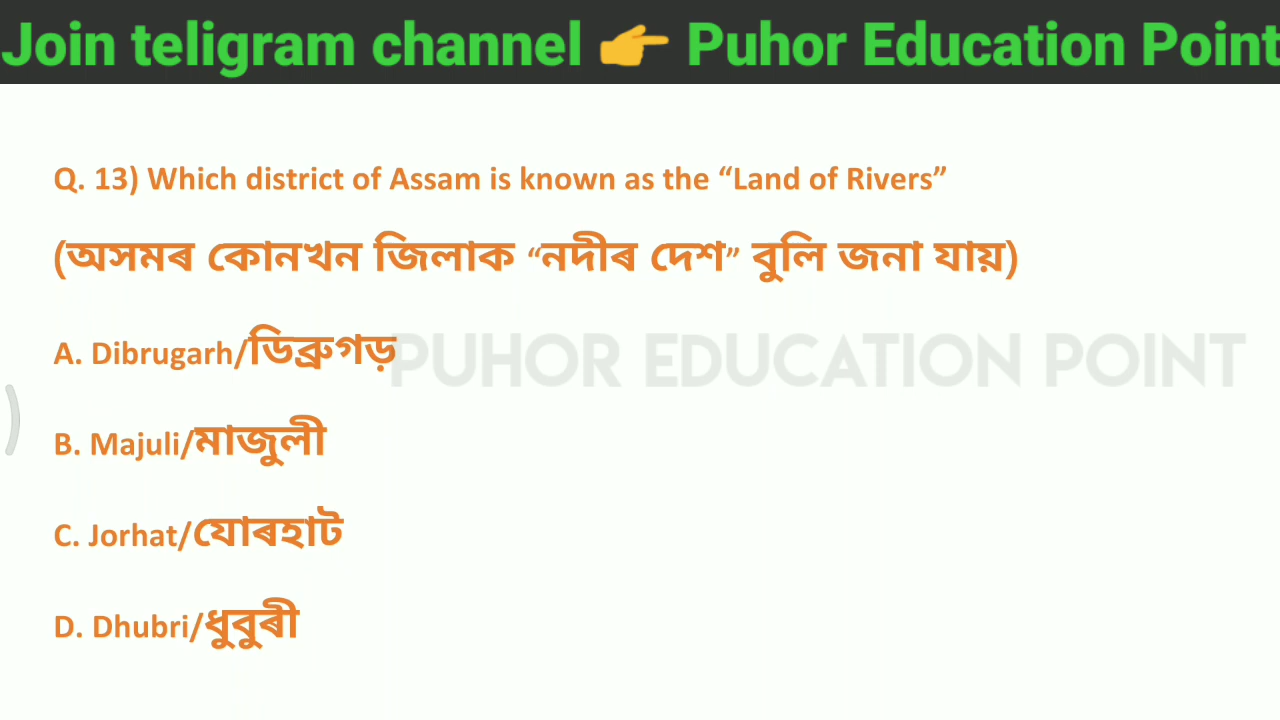 Join teligram channel 👉 Puhor Education Point
Q. 13) Which district of Assam is known as the “Land of Rivers”
(অসমৰ কোনখন জিলাক “নদীৰ দেশ” বুলি জনা যায়)
A. Dibrugarh/ডিব্ৰুগড়
PUHOR EDUCATION POINT
B. Majuli/মাজুলী
C. Jorhat/যোৰহাট
D. Dhubri/ধুবুৰী